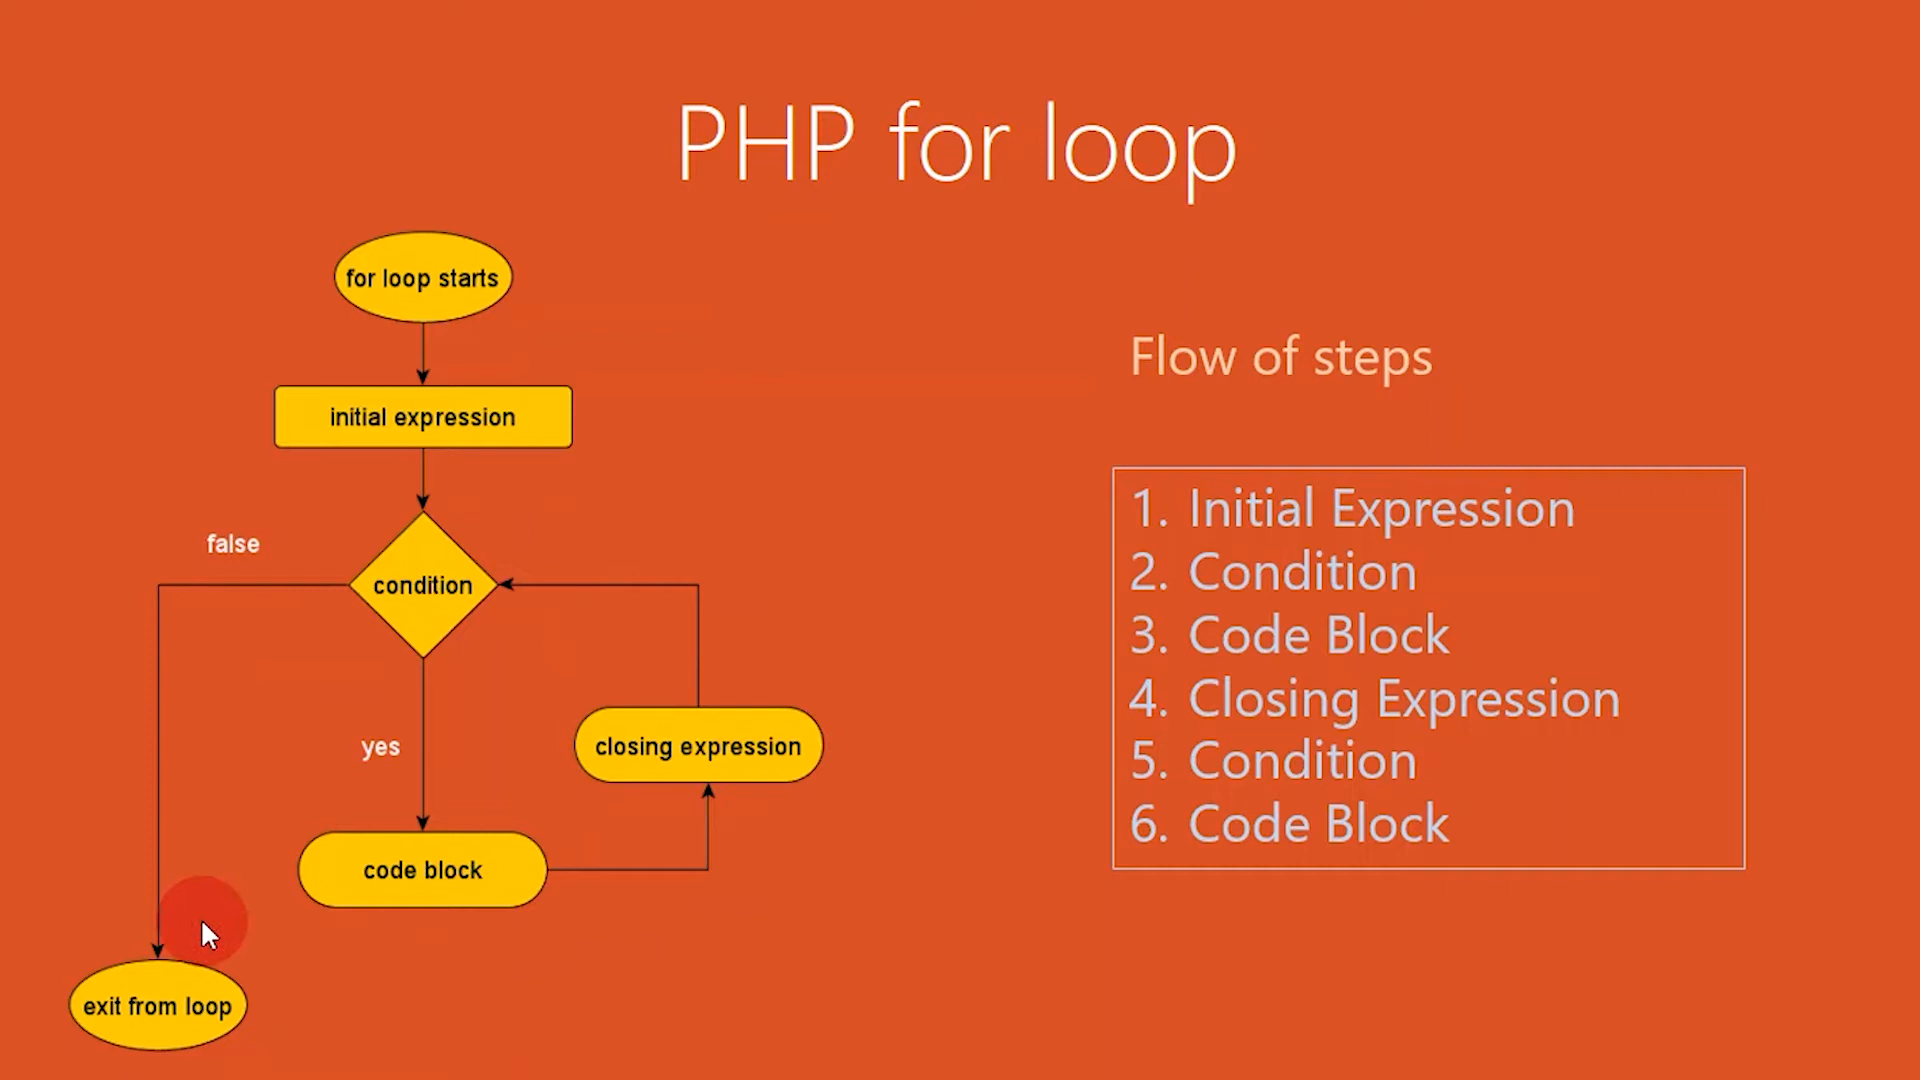 PHP for loop
for loop starts
initial expression
false
condition
yes
closing expression
code block
exit from loop
Flow of steps
1. Initial Expression
2. Condition
3. Code Block
4. Closing Expression
5. Condition
6. Code Block